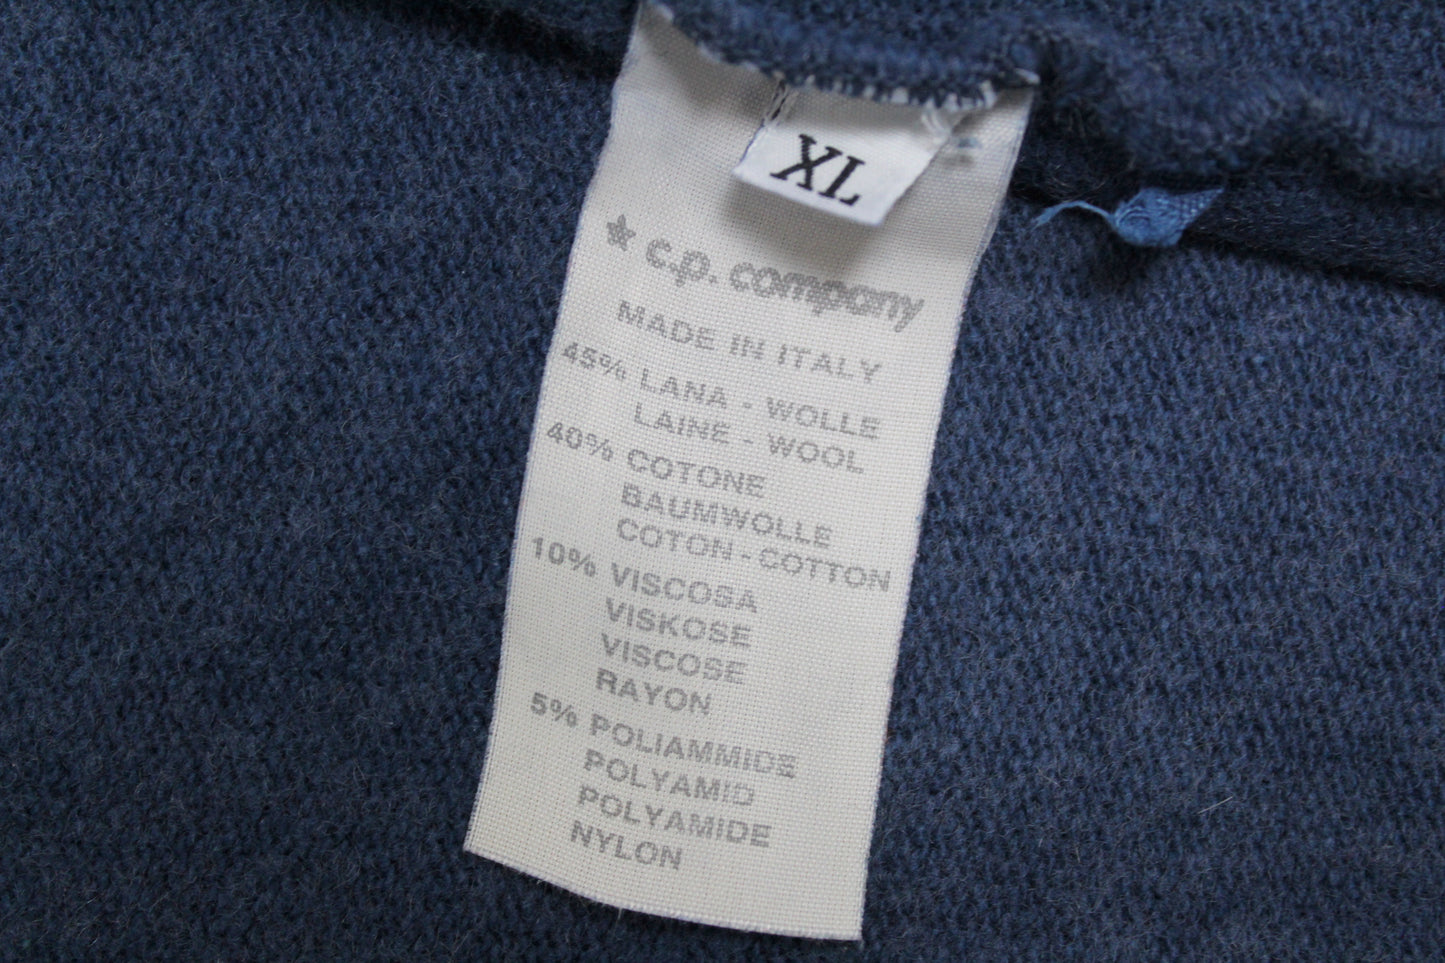 XL
★ c.p. company
MADE IN ITALY
45% LANA - WOLLE
LAINE - WOOL
40% COTONE
BAUMWOLLE
COTON - COTTON
10% VISCOSA
VISKOSE
VISCOSE
RAYON
5% POLIAMMIDE
POLYAMID
POLYAMIDE
NYLON